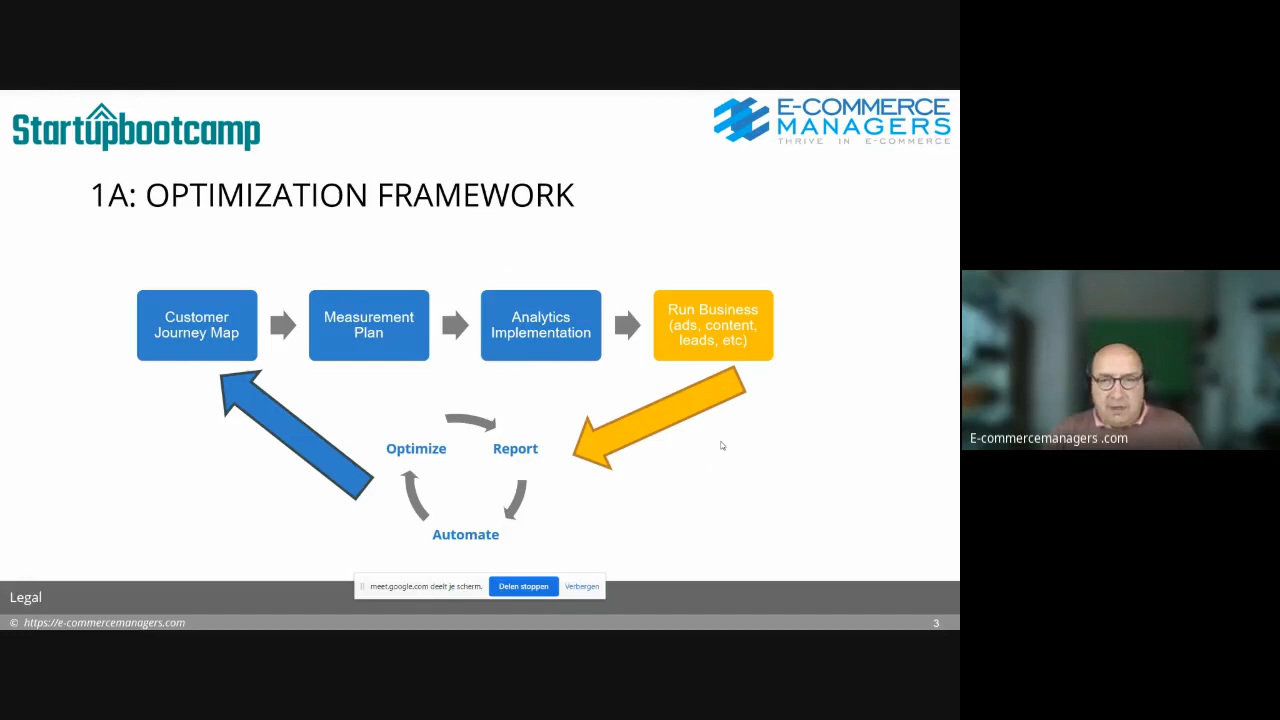 Startupbootcamp
E-COMMERCE
MANAGERS
THRIVE IN E-COMMERCE
1A: OPTIMIZATION FRAMEWORK
Customer
Journey Map
Measurement
Plan
Analytics
Implementation
Run Business
(ads, content,
leads, etc)
Optimize
Report
Automate
E-commercemanagers .com
meet.google.com deelt je scherm.
Delen stoppen
Verbergen
Legal
© https://e-commercemanagers.com
3